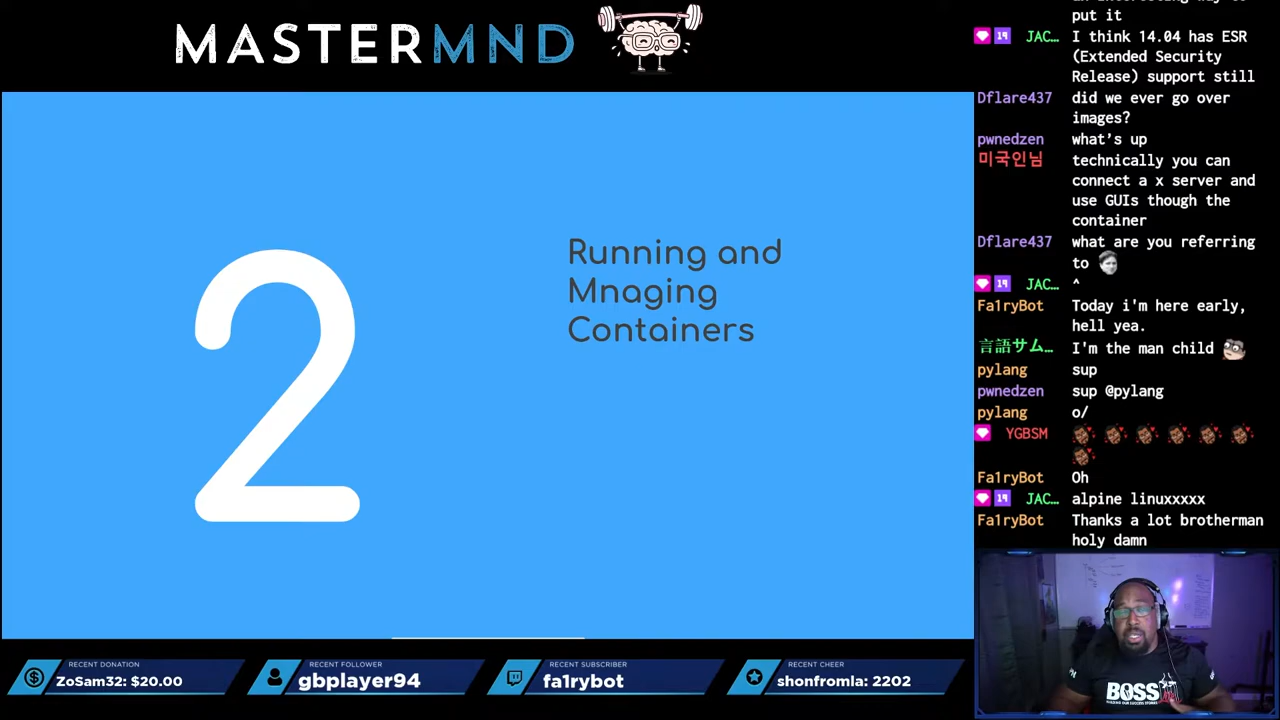 MASTERMND
2
Running and
Mnaging
Containers
put it
JAC… I think 14.04 has ESR
(Extended Security
Release) support still
Dflare437 did we ever go over
images?
pwnedzen what's up
미국인님 technically you can
connect a x server and
use GUIs though the
container
Dflare437 what are you referring
to
JAC… ^
Fa1ryBot Today i'm here early,
hell yea.
言語サム… I'm the man child
pylang sup
pwnedzen sup @pylang
pylang o/
YGBSM
Fa1ryBot Oh
JAC… alpine linuxxxxx
Fa1ryBot Thanks a lot brotherman
holy damn
BOSS
RECENT DONATION
ZoSam32: $20.00
RECENT FOLLOWER
gbplayer94
RECENT SUBSCRIBER
fa1rybot
RECENT CHEER
shonfromla: 2202